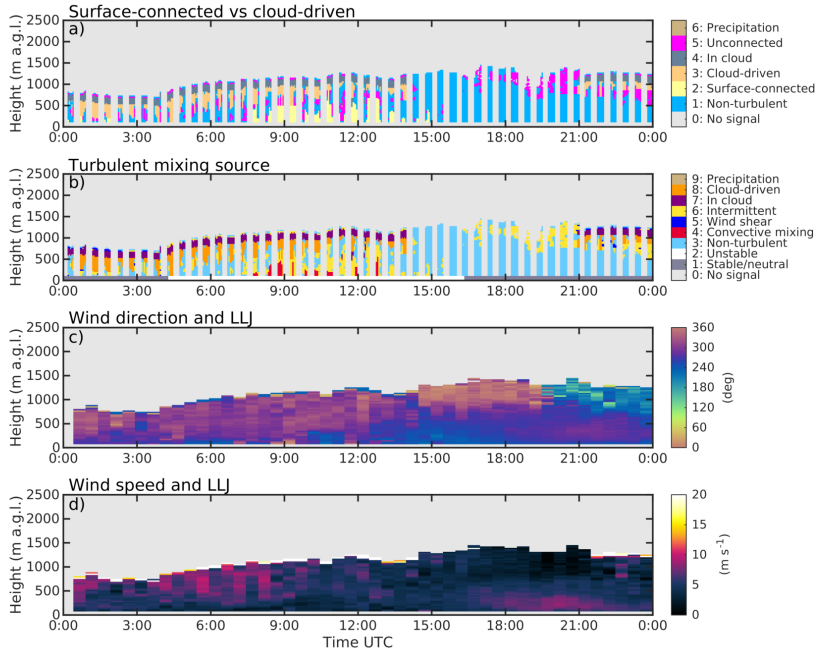 Surface-connected vs cloud-driven
a)
Height (m a.g.l.)
2500
2000
1500
1000
500
0
0:00 3:00 6:00 9:00 12:00 15:00 18:00 21:00 0:00
6: Precipitation
5: Unconnected
4: In cloud
3: Cloud-driven
2: Surface-connected
1: Non-turbulent
0: No signal
Turbulent mixing source
b)
Height (m a.g.l.)
2500
2000
1500
1000
500
0
0:00 3:00 6:00 9:00 12:00 15:00 18:00 21:00 0:00
9: Precipitation
8: Cloud-driven
7: In cloud
6: Intermittent
5: Wind shear
4: Convective mixing
3: Non-turbulent
2: Unstable
1: Stable/neutral
0: No signal
Wind direction and LLJ
c)
Height (m a.g.l.)
2500
2000
1500
1000
500
0
0:00 3:00 6:00 9:00 12:00 15:00 18:00 21:00 0:00
360
300
240
180
120
60
0
(deg)
Wind speed and LLJ
d)
Height (m a.g.l.)
2500
2000
1500
1000
500
0
0:00 3:00 6:00 9:00 12:00 15:00 18:00 21:00 0:00
Time UTC
20
15
10
5
0
(m s⁻¹)